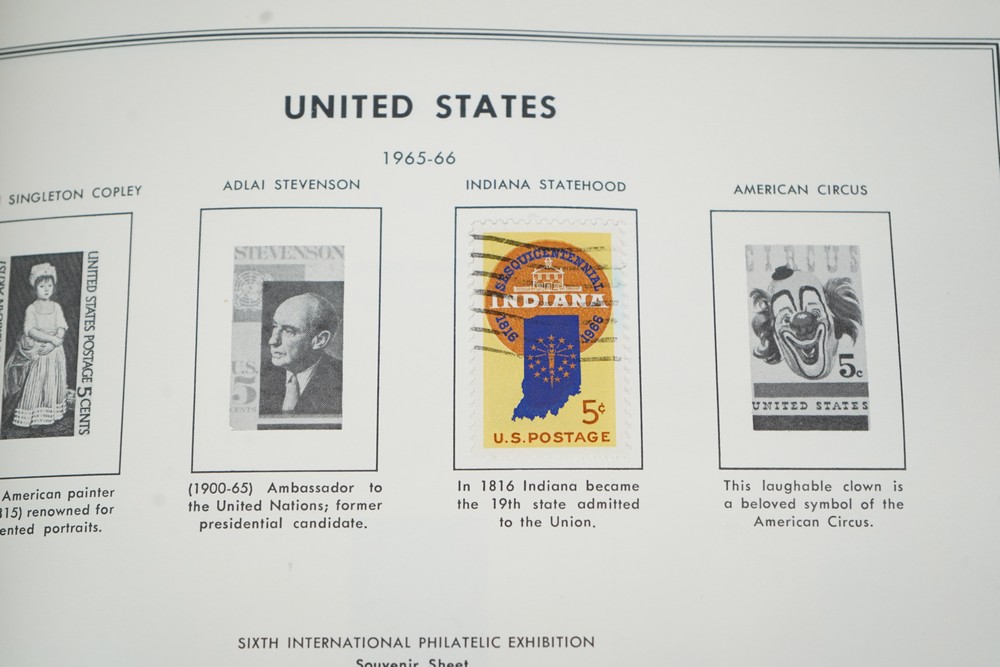 UNITED STATES
1965-66
SINGLETON COPLEY
UNITED STATES POSTAGE 5 CENTS
American painter
815) renowned for
ented portraits.
ADLAI STEVENSON
STEVENSON
U.S.
5
CENTS
(1900-65) Ambassador to
the United Nations; former
presidential candidate.
INDIANA STATEHOOD
SESQUICENTENNIAL
INDIANA
1816 1966
5¢
U.S. POSTAGE
In 1816 Indiana became
the 19th state admitted
to the Union.
AMERICAN CIRCUS
CIRCUS
5c
UNITED STATES
This laughable clown is
a beloved symbol of the
American Circus.
SIXTH INTERNATIONAL PHILATELIC EXHIBITION
Souvenir Sheet